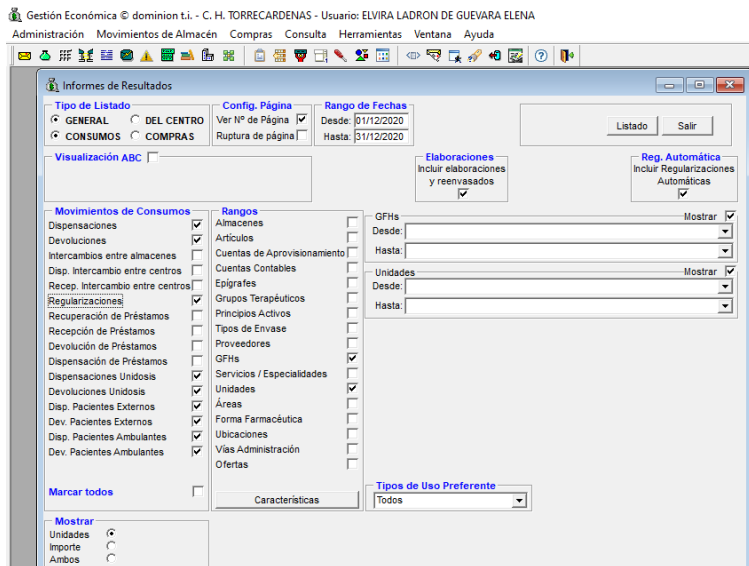 Gestión Económica © dominion t.i. - C. H. TORRECARDENAS - Usuario: ELVIRA LADRON DE GUEVARA ELENA
Administración Movimientos de Almacén Compras Consulta Herramientas Ventana Ayuda
Informes de Resultados
Tipo de Listado
GENERAL DEL CENTRO
CONSUMOS COMPRAS
Config. Página
Ver Nº de Página
Ruptura de página
Rango de Fechas
Desde: 01/12/2020
Hasta: 31/12/2020
Listado Salir
Visualización ABC
Elaboraciones
Incluir elaboraciones
y reenvasados
Reg. Automática
Incluir Regularizaciones
Automáticas
Movimientos de Consumos
Dispensaciones
Devoluciones
Intercambios entre almacenes
Disp. Intercambio entre centros
Recep. Intercambio entre centros
Regularizaciones
Recuperación de Préstamos
Recepción de Préstamos
Devolución de Préstamos
Dispensación de Préstamos
Dispensaciones Unidosis
Devoluciones Unidosis
Disp. Pacientes Externos
Dev. Pacientes Externos
Disp. Pacientes Ambulantes
Dev. Pacientes Ambulantes
Marcar todos
Rangos
Almacenes
Artículos
Cuentas de Aprovisionamiento
Cuentas Contables
Epígrafes
Grupos Terapéuticos
Principios Activos
Tipos de Envase
Proveedores
GFHs
Servicios / Especialidades
Unidades
Áreas
Forma Farmacéutica
Ubicaciones
Vías Administración
Ofertas
Características
GFHs Mostrar
Desde:
Hasta:
Unidades Mostrar
Desde:
Hasta:
Tipos de Uso Preferente
Todos
Mostrar
Unidades
Importe
Ambos